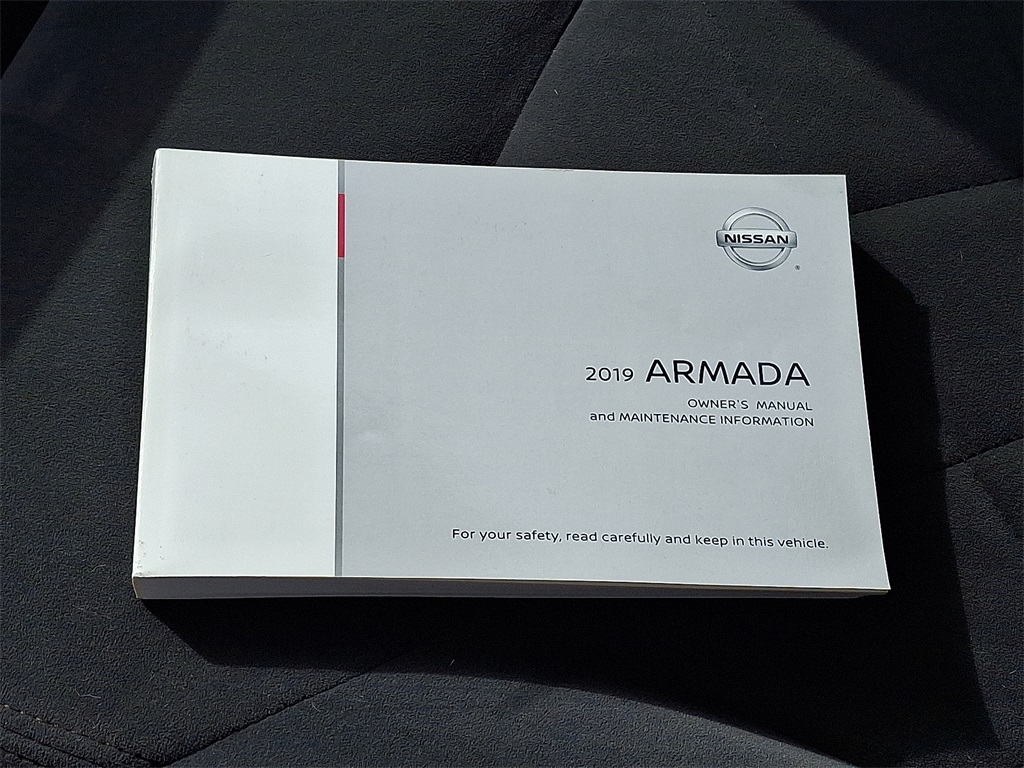 NISSAN
2019 ARMADA
OWNER'S MANUAL
and MAINTENANCE INFORMATION
For your safety, read carefully and keep in this vehicle.